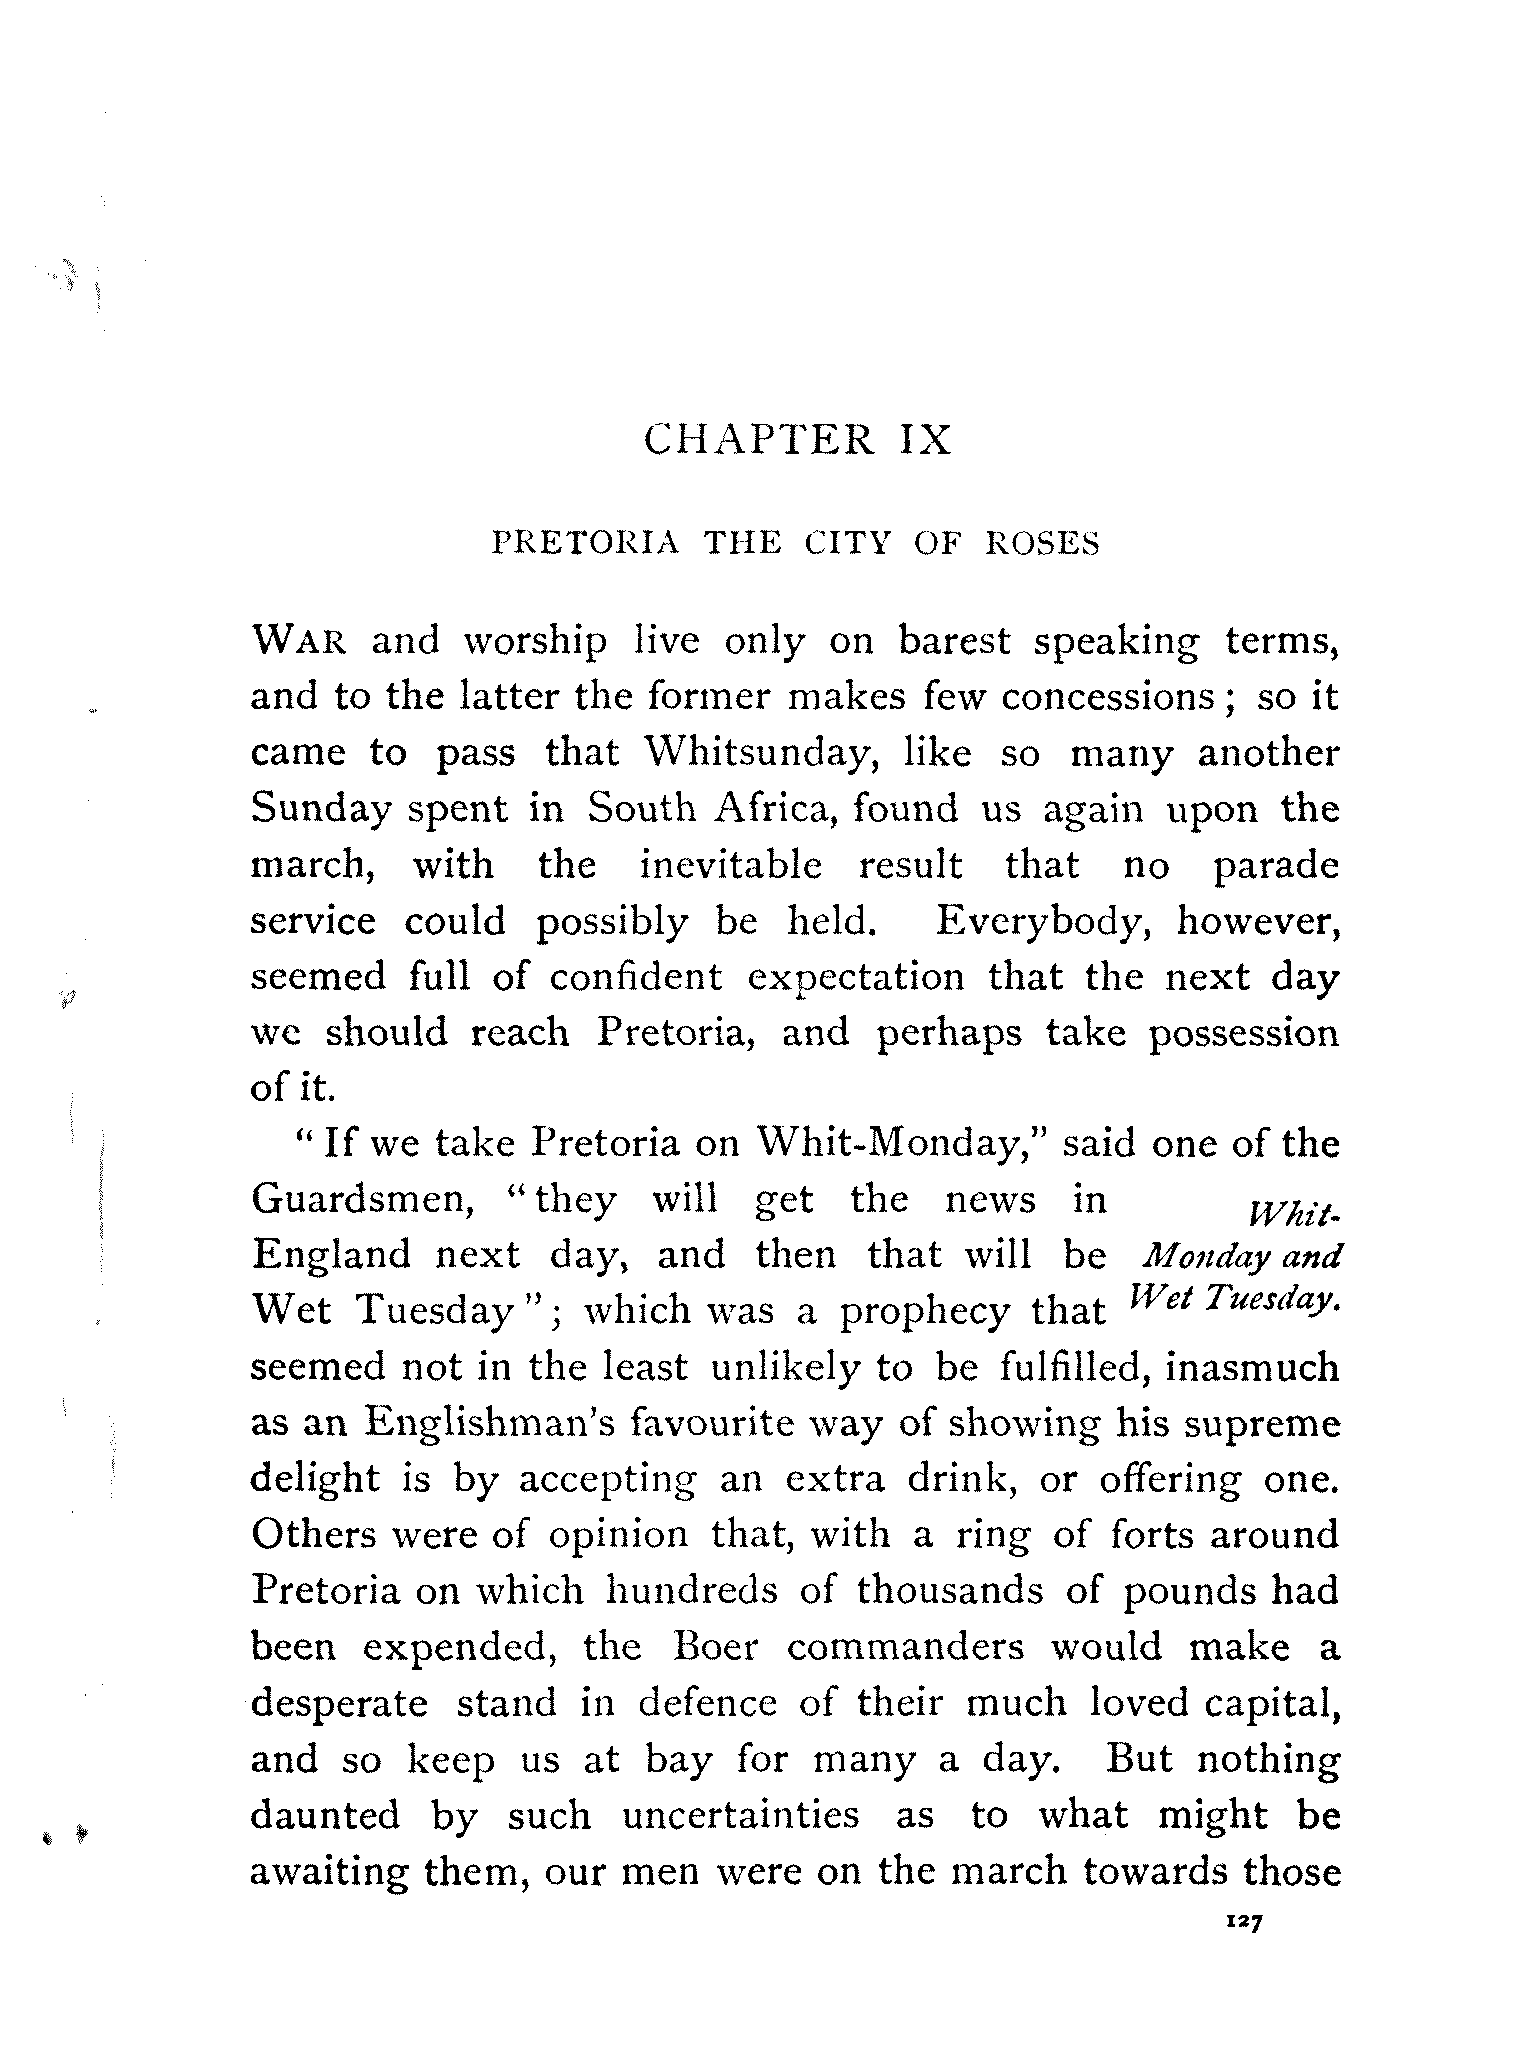 CHAPTER IX
PRETORIA THE CITY OF ROSES
WAR and worship live only on barest speaking terms,
and to the latter the former makes few concessions ; so it
came to pass that Whitsunday, like so many another
Sunday spent in South Africa, found us again upon the
march, with the inevitable result that no parade
service could possibly be held. Everybody, however,
seemed full of confident expectation that the next day
we should reach Pretoria, and perhaps take possession
of it.
“ If we take Pretoria on Whit-Monday,” said one of the
Guardsmen, “ they will get the news in
England next day, and then that will be
Wet Tuesday ” ; which was a prophecy that
Whit-
Monday and
Wet Tuesday.
seemed not in the least unlikely to be fulfilled, inasmuch
as an Englishman’s favourite way of showing his supreme
delight is by accepting an extra drink, or offering one.
Others were of opinion that, with a ring of forts around
Pretoria on which hundreds of thousands of pounds had
been expended, the Boer commanders would make a
desperate stand in defence of their much loved capital,
and so keep us at bay for many a day. But nothing
daunted by such uncertainties as to what might be
awaiting them, our men were on the march towards those
127